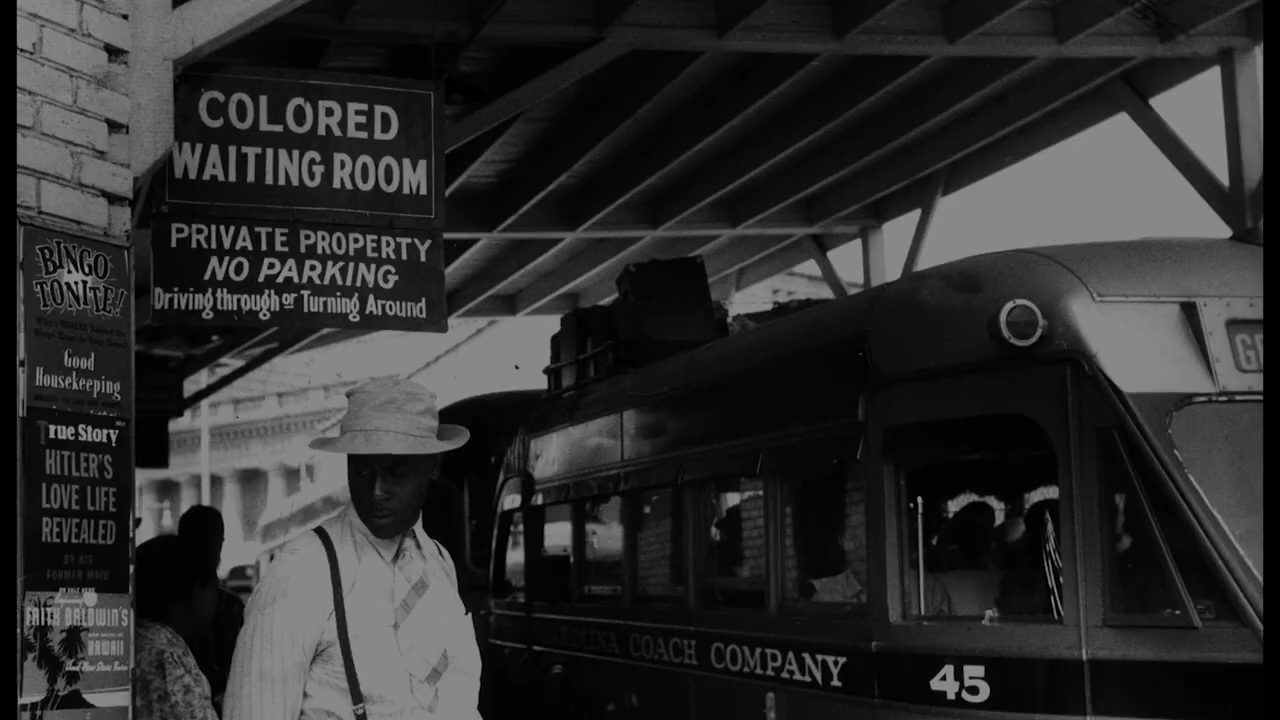 COLORED
WAITING ROOM
PRIVATE PROPERTY
NO PARKING
Driving through or Turning Around
BINGO
TONITE!
Good
Housekeeping
True Story
HITLER'S
LOVE LIFE
REVEALED
BY HIS
FORMER MAID
FAITH BALDWIN'S
HAWAII
COACH COMPANY
45